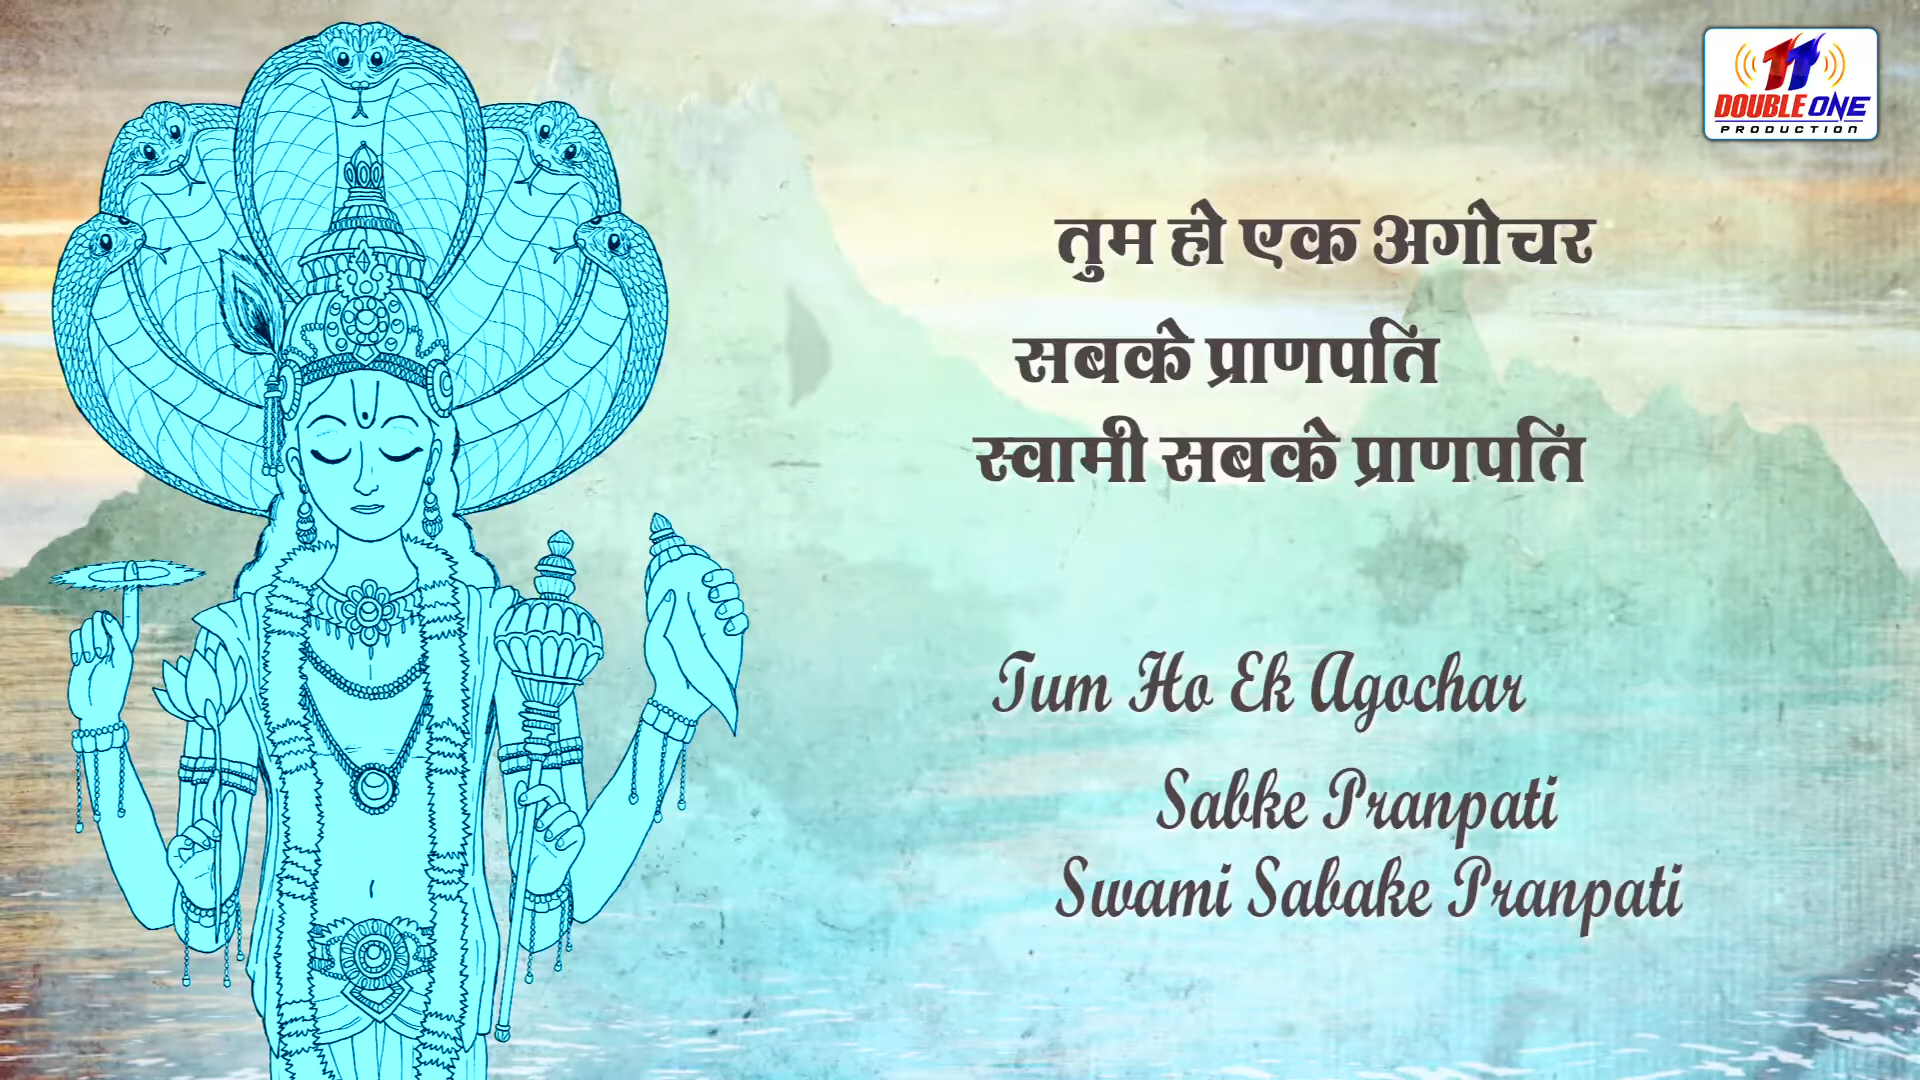 11
DOUBLE ONE
PRODUCTION
तुम हो एक अगोचर
सबके प्राणपति
स्वामी सबके प्राणपति
Tum Ho Ek Agochar
Sabke Pranpati
Swami Sabake Pranpati